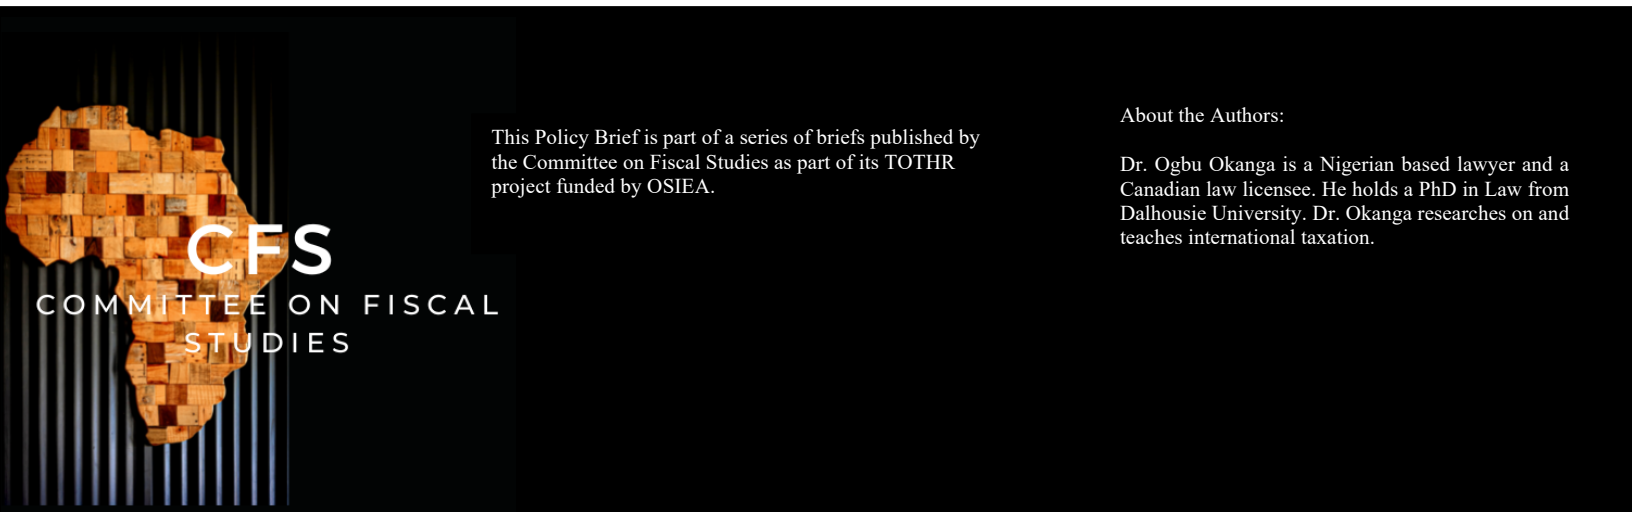 CFS
COMMITTEE ON FISCAL
STUDIES
This Policy Brief is part of a series of briefs published by
the Committee on Fiscal Studies as part of its TOTHR
project funded by OSIEA.
About the Authors:
Dr. Ogbu Okanga is a Nigerian based lawyer and a
Canadian law licensee. He holds a PhD in Law from
Dalhousie University. Dr. Okanga researches on and
teaches international taxation.